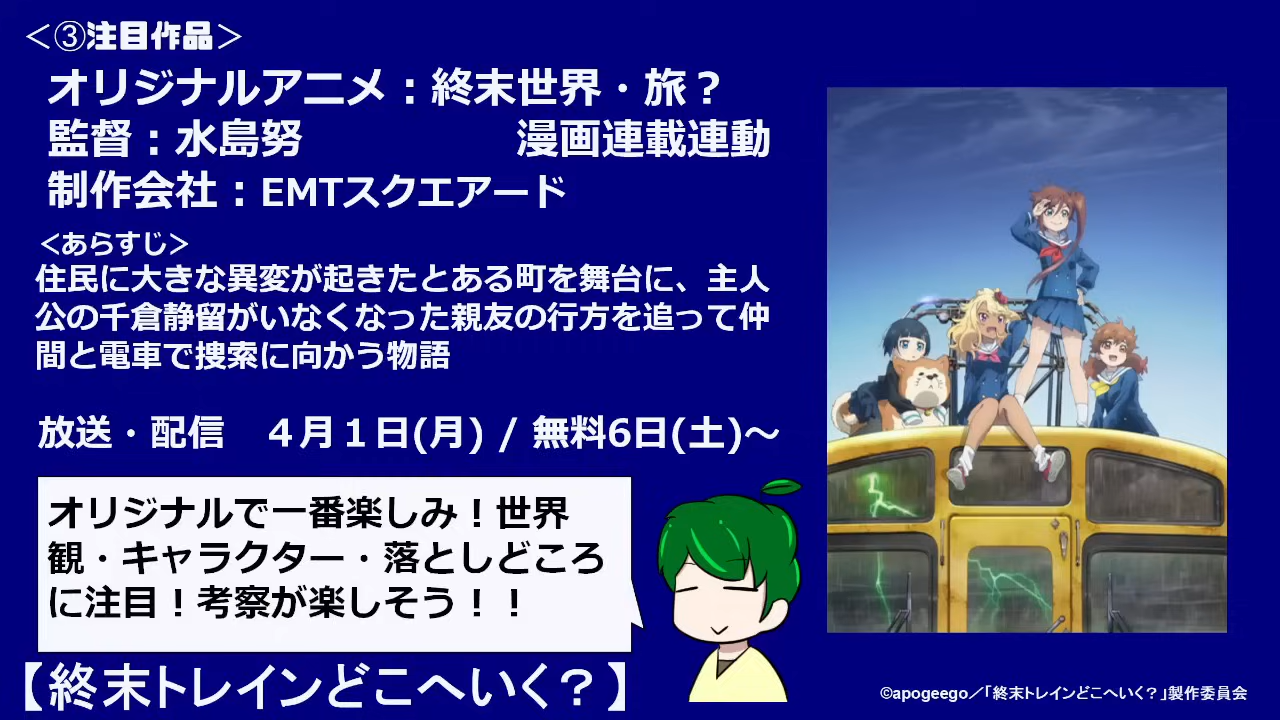 ＜③注目作品＞
オリジナルアニメ：終末世界・旅？
監督：水島努　漫画連載連動
制作会社：EMTスクエアード
＜あらすじ＞
住民に大きな異変が起きたとある町を舞台に、主人
公の千倉静留がいなくなった親友の行方を追って仲
間と電車で捜索に向かう物語
放送・配信　４月１日(月) / 無料6日(土)～
オリジナルで一番楽しみ！世界
観・キャラクター・落としどころ
に注目！考察が楽しそう！！
【終末トレインどこへいく？】
©apogeego／「終末トレインどこへいく？」製作委員会